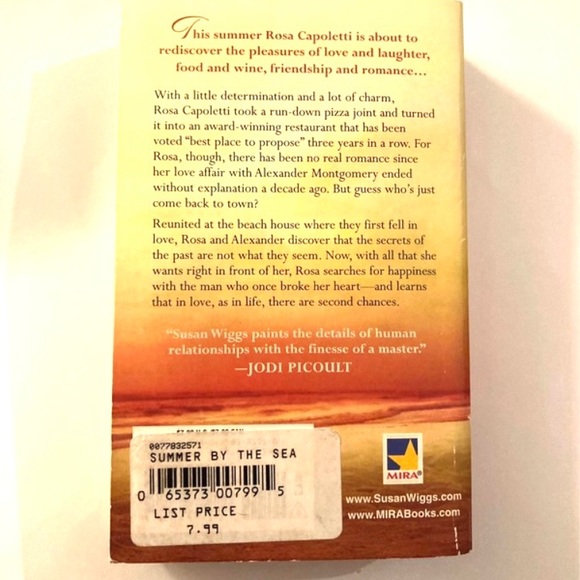 This summer Rosa Capoletti is about to
rediscover the pleasures of love and laughter,
food and wine, friendship and romance...
With a little determination and a lot of charm,
Rosa Capoletti took a run-down pizza joint and turned
it into an award-winning restaurant that has been
voted “best place to propose” three years in a row. For
Rosa, though, there has been no real romance since
her love affair with Alexander Montgomery ended
without explanation a decade ago. But guess who's just
come back to town?
Reunited at the beach house where they first fell in
love, Rosa and Alexander discover that the secrets of
the past are not what they seem. Now, with all that she
wants right in front of her, Rosa searches for happiness
with the man who once broke her heart—and learns
that in love, as in life, there are second chances.
“Susan Wiggs paints the details of human
relationships with the finesse of a master.”
—JODI PICOULT
0077832571
SUMMER BY THE SEA
0 65373 00799 5
LIST PRICE
7.99
MIRA®
www.SusanWiggs.com
www.MIRABooks.com